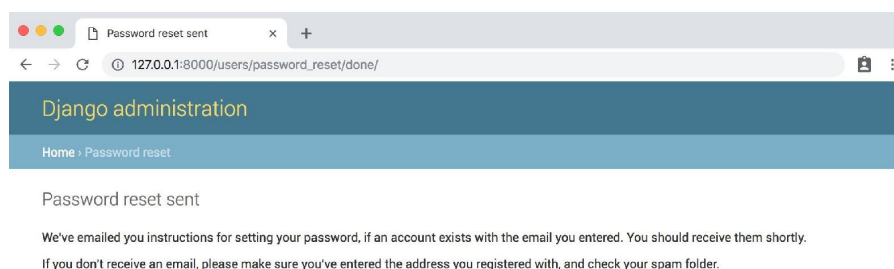 Password reset sent
127.0.0.1:8000/users/password_reset/done/
Django administration
Home › Password reset
Password reset sent
We've emailed you instructions for setting your password, if an account exists with the email you entered. You should receive them shortly.
If you don't receive an email, please make sure you've entered the address you registered with, and check your spam folder.